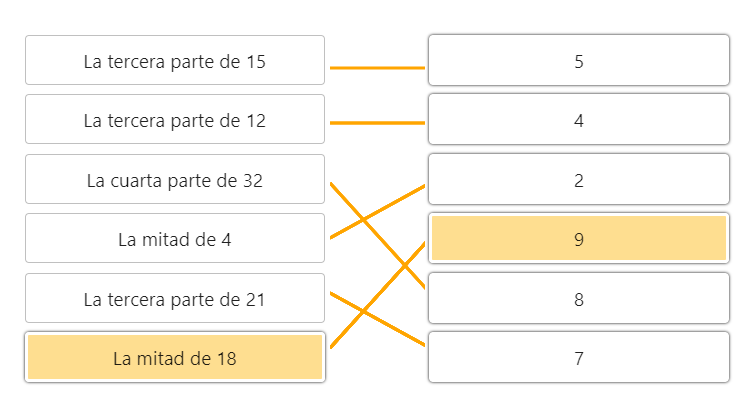 La tercera parte de 15
5
La tercera parte de 12
4
La cuarta parte de 32
2
La mitad de 4
9
La tercera parte de 21
8
La mitad de 18
7